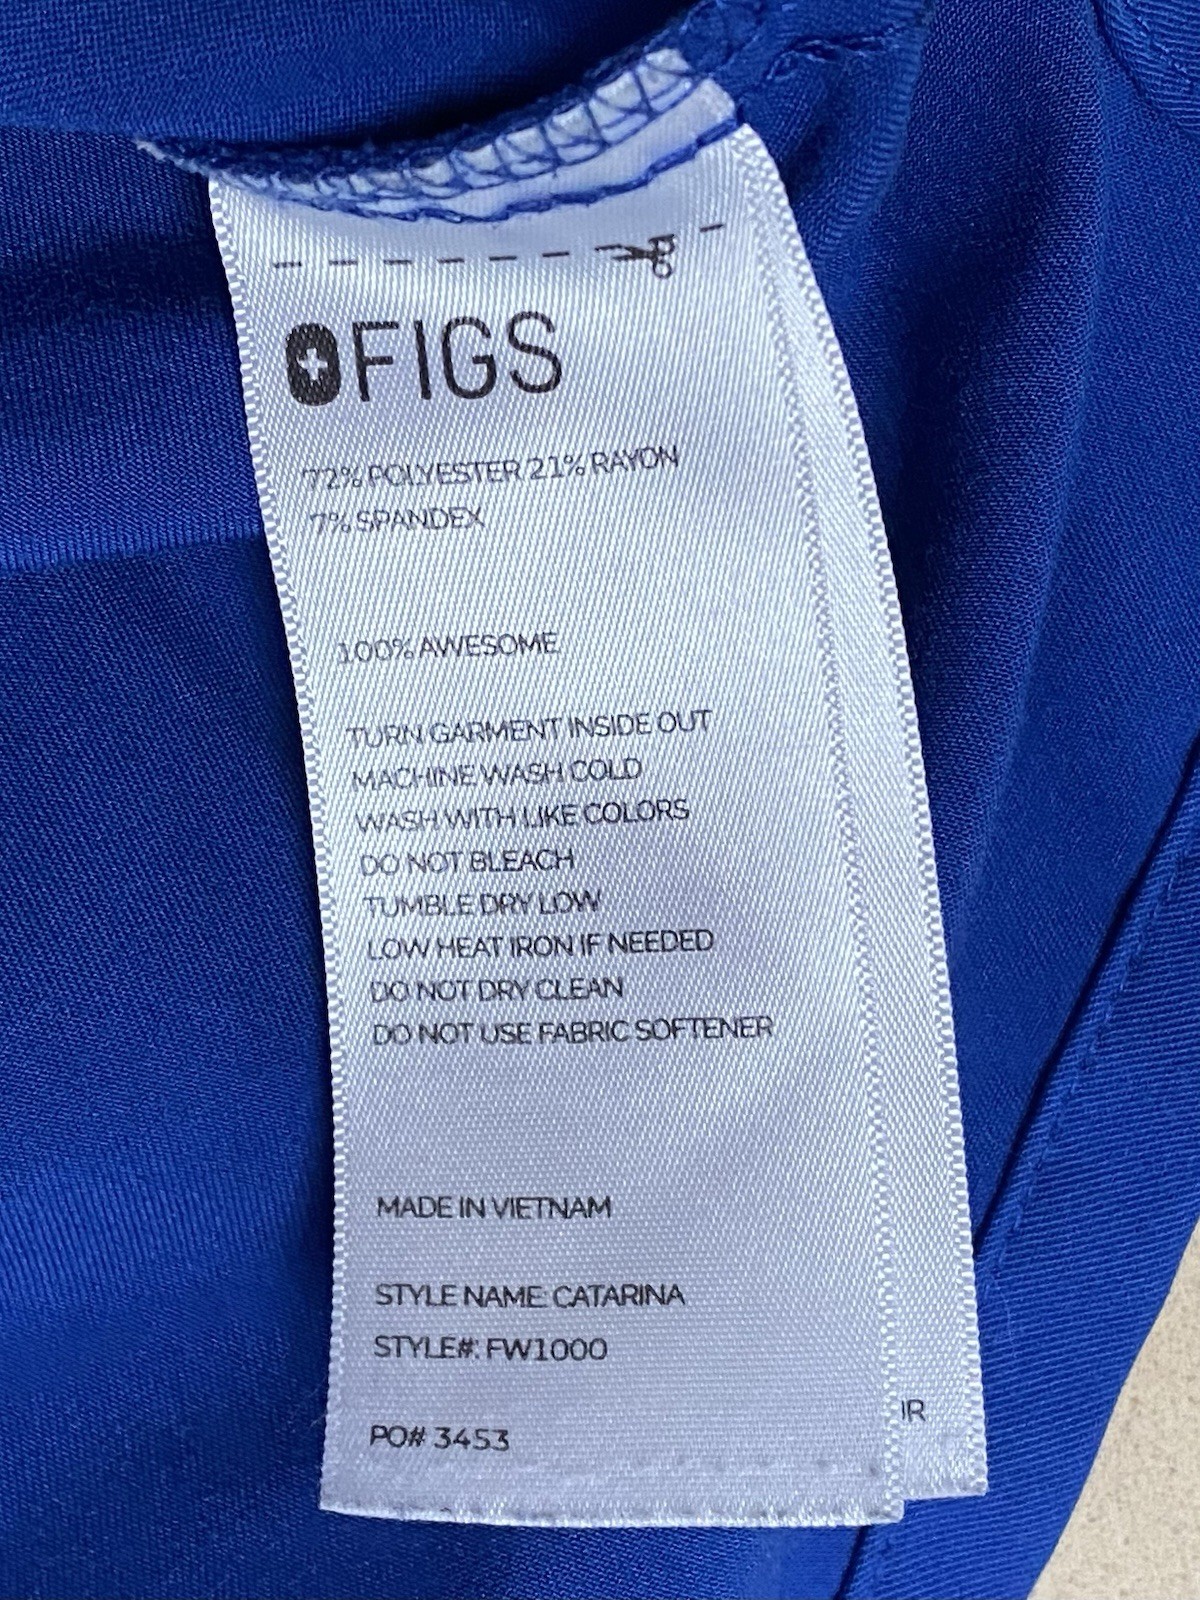 FIGS
72% POLYESTER 21% RAYON
7% SPANDEX
100% AWESOME
TURN GARMENT INSIDE OUT
MACHINE WASH COLD
WASH WITH LIKE COLORS
DO NOT BLEACH
TUMBLE DRY LOW
LOW HEAT IRON IF NEEDED
DO NOT DRY CLEAN
DO NOT USE FABRIC SOFTENER
MADE IN VIETNAM
STYLE NAME: CATARINA
STYLE#: FW1000
PO# 3453